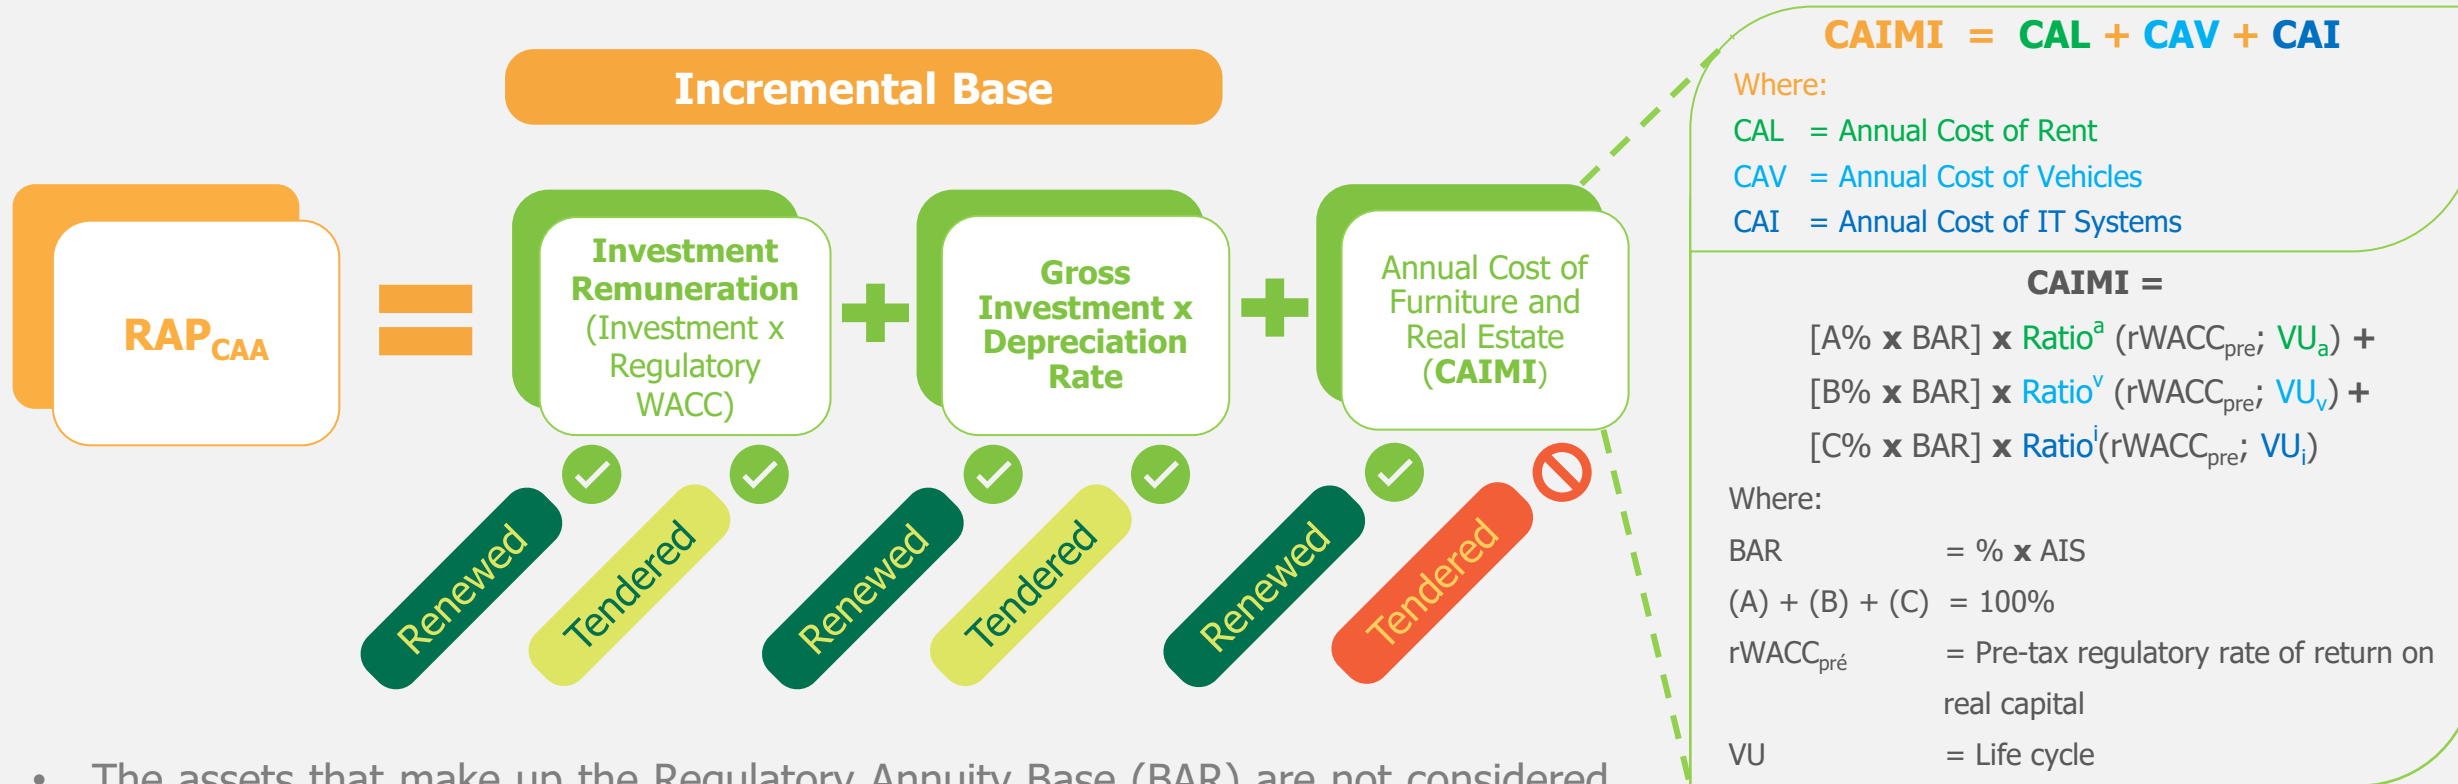 Incremental Base
RAPCAA
Investment
Remuneration
(Investment x
Regulatory
WACC)
Gross
Investment x
Depreciation
Rate
Annual Cost of
Furniture and
Real Estate
(CAIMI)
Renewed
Tendered
Renewed
Tendered
Renewed
Tendered
CAIMI = CAL + CAV + CAI
Where:
CAL = Annual Cost of Rent
CAV = Annual Cost of Vehicles
CAI = Annual Cost of IT Systems
CAIMI =
[A% x BAR] x Ratioᵃ (rWACCpre; VUa) +
[B% x BAR] x Ratioᵛ (rWACCpre; VUv) +
[C% x BAR] x Ratioⁱ(rWACCpre; VUi)
Where:
BAR = % x AIS
(A) + (B) + (C) = 100%
rWACCpré = Pre-tax regulatory rate of return on
real capital
VU = Life cycle
• The assets that make up the Regulatory Annuity Base (BAR) are not considered